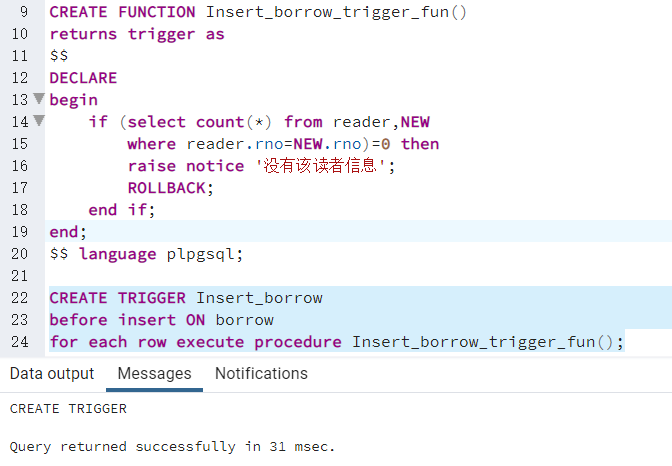 9 CREATE FUNCTION Insert_borrow_trigger_fun()
10 returns trigger as
11 $$
12 DECLARE
13 begin
14     if (select count(*) from reader,NEW
15         where reader.rno=NEW.rno)=0 then
16         raise notice '没有该读者信息';
17         ROLLBACK;
18     end if;
19 end;
20 $$ language plpgsql;
21
22 CREATE TRIGGER Insert_borrow
23 before insert ON borrow
24 for each row execute procedure Insert_borrow_trigger_fun();
Data output Messages Notifications
CREATE TRIGGER
Query returned successfully in 31 msec.